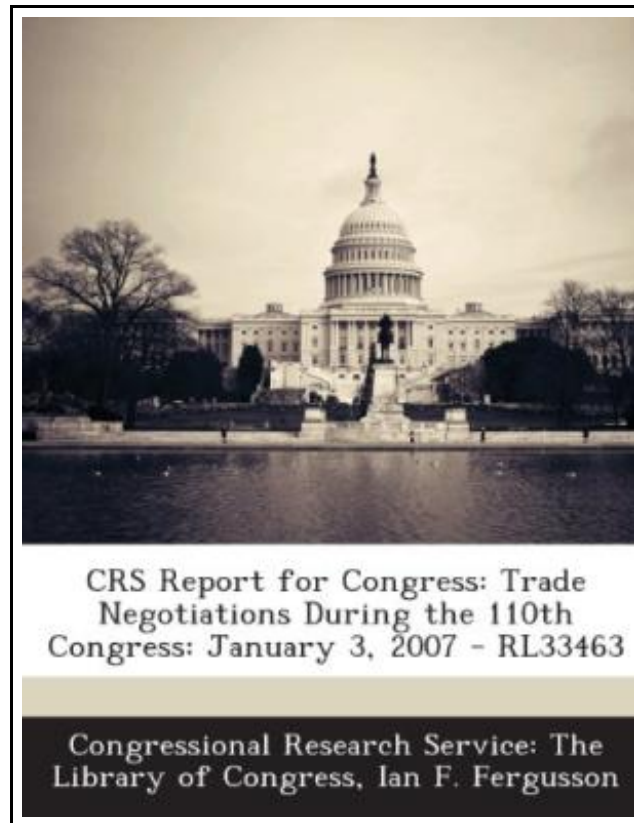 CRS Report for Congress: Trade
Negotiations During the 110th
Congress: January 3, 2007 - RL33463
Congressional Research Service: The
Library of Congress, Ian F. Fergusson